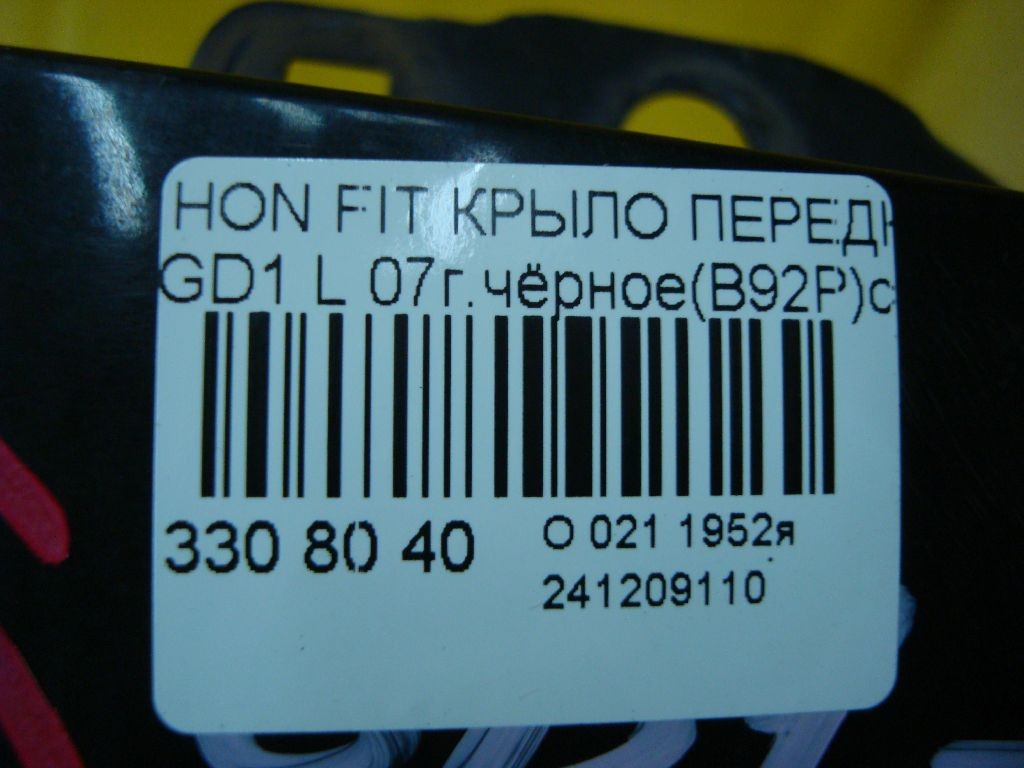 HON FIT КРЫЛО ПЕРЕДН
GD1 L 07г.чёрное(B92P)с
330 80 40
О 021 1952я
241209110